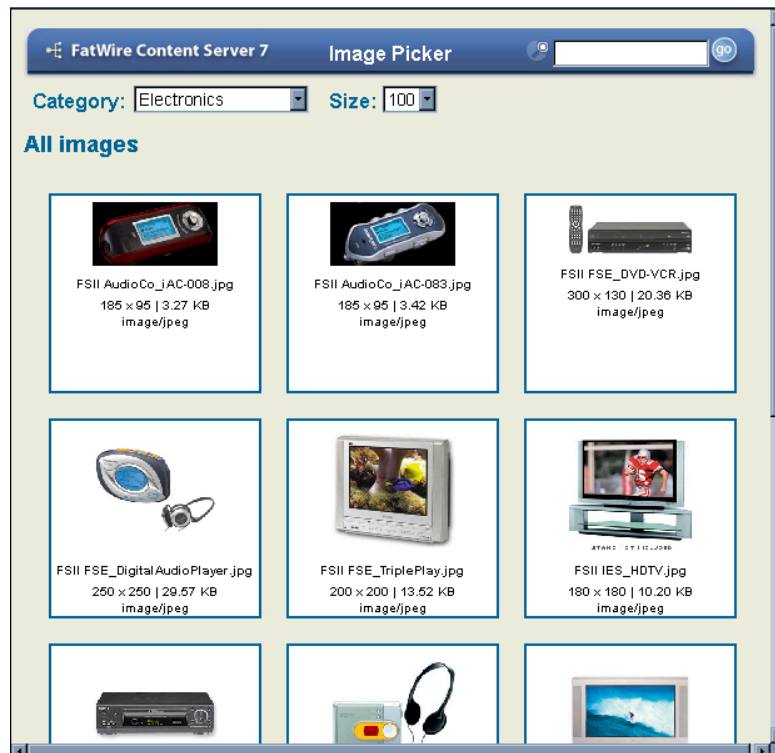 FatWire Content Server 7 Image Picker go
Category: Electronics Size: 100
All images
FSII AudioCo_iAC-008.jpg
185 x 95 | 3.27 KB
image/jpeg
FSII AudioCo_iAC-083.jpg
185 x 95 | 3.42 KB
image/jpeg
FSII FSE_DVD-VCR.jpg
300 x 130 | 20.36 KB
image/jpeg
FSII FSE_DigitalAudioPlayer.jpg
250 x 250 | 29.57 KB
image/jpeg
FSII FSE_TriplePlay.jpg
200 x 200 | 13.52 KB
image/jpeg
FSII IES_HDTV.jpg
180 x 180 | 10.20 KB
image/jpeg